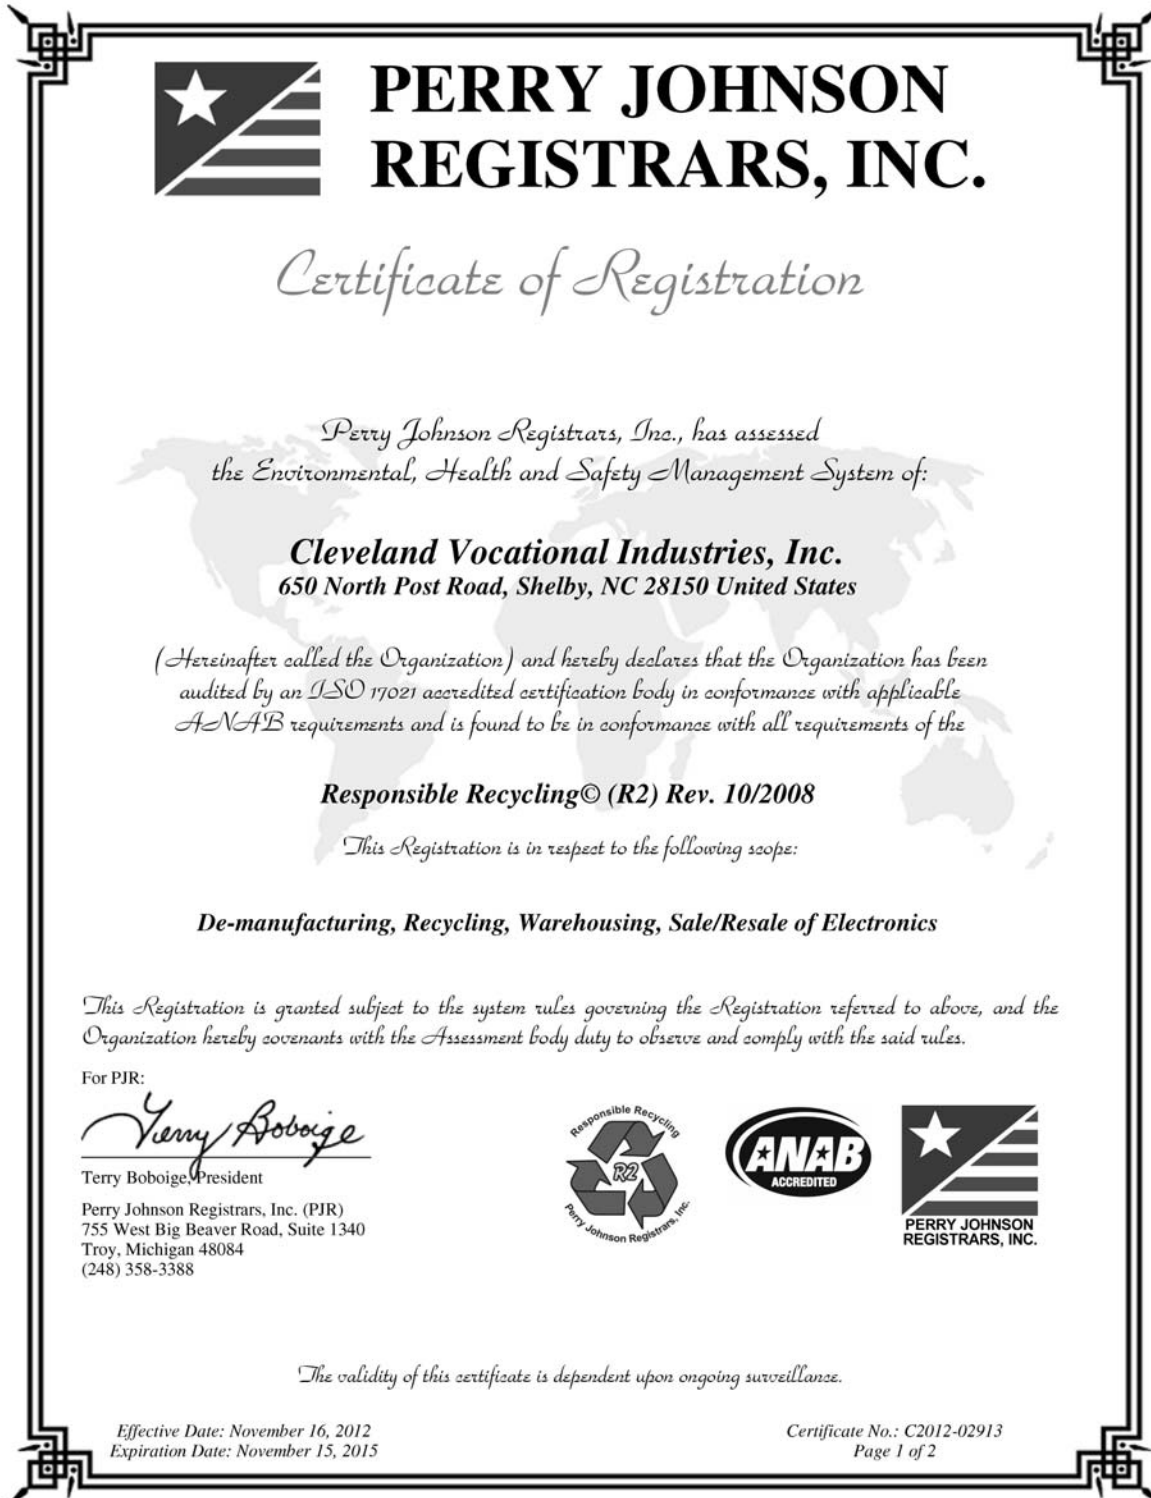 PERRY JOHNSON
REGISTRARS, INC.
Certificate of Registration
Perry Johnson Registrars, Inc., has assessed
the Environmental, Health and Safety Management System of:
Cleveland Vocational Industries, Inc.
650 North Post Road, Shelby, NC 28150 United States
(Hereinafter called the Organization) and hereby declares that the Organization has been
audited by an ISO 17021 accredited certification body in conformance with applicable
ANAB requirements and is found to be in conformance with all requirements of the
Responsible Recycling© (R2) Rev. 10/2008
This Registration is in respect to the following scope:
De-manufacturing, Recycling, Warehousing, Sale/Resale of Electronics
This Registration is granted subject to the system rules governing the Registration referred to above, and the
Organization hereby covenants with the Assessment body duty to observe and comply with the said rules.
For PJR:
Terry Boboige
Terry Boboige, President
Perry Johnson Registrars, Inc. (PJR)
755 West Big Beaver Road, Suite 1340
Troy, Michigan 48084
(248) 358-3388
Responsible Recycling
R2
Perry Johnson Registrars, Inc.
ANAB
ACCREDITED
PERRY JOHNSON
REGISTRARS, INC.
The validity of this certificate is dependent upon ongoing surveillance.
Effective Date: November 16, 2012
Expiration Date: November 15, 2015
Certificate No.: C2012-02913
Page 1 of 2